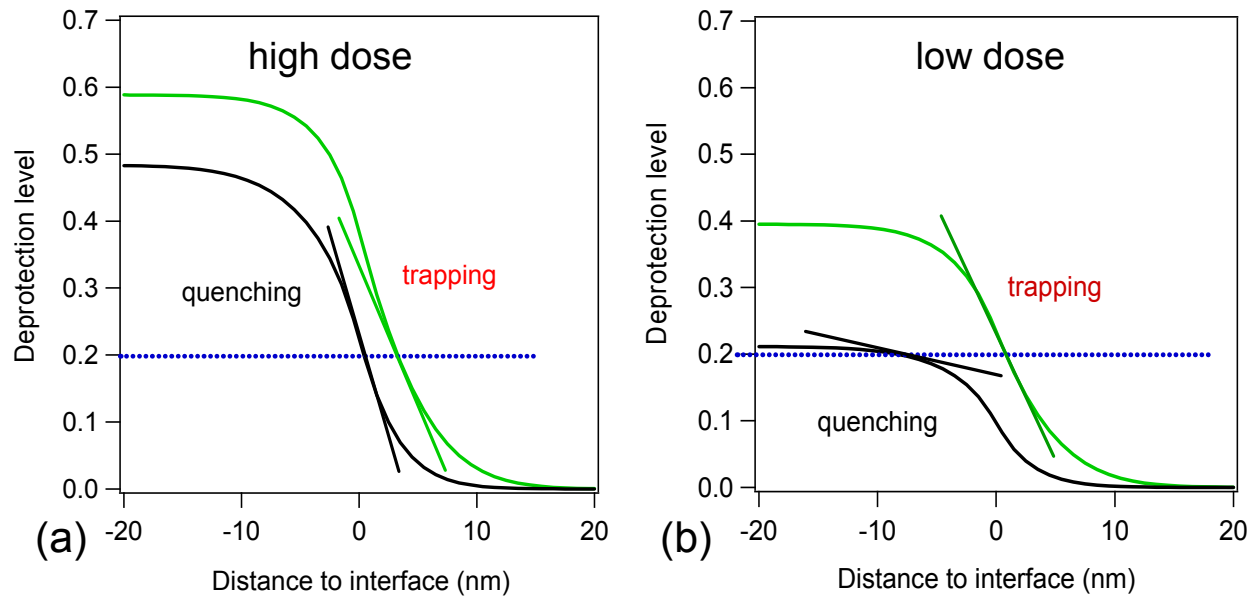 high dose
0.7
0.6
0.5
0.4
0.3
0.2
0.1
0.0
Deprotection level
trapping
quenching
-20
-10
0
10
20
(a)
Distance to interface (nm)
low dose
0.7
0.6
0.5
0.4
0.3
0.2
0.1
0.0
Deprotection level
trapping
quenching
-20
-10
0
10
20
(b)
Distance to interface (nm)